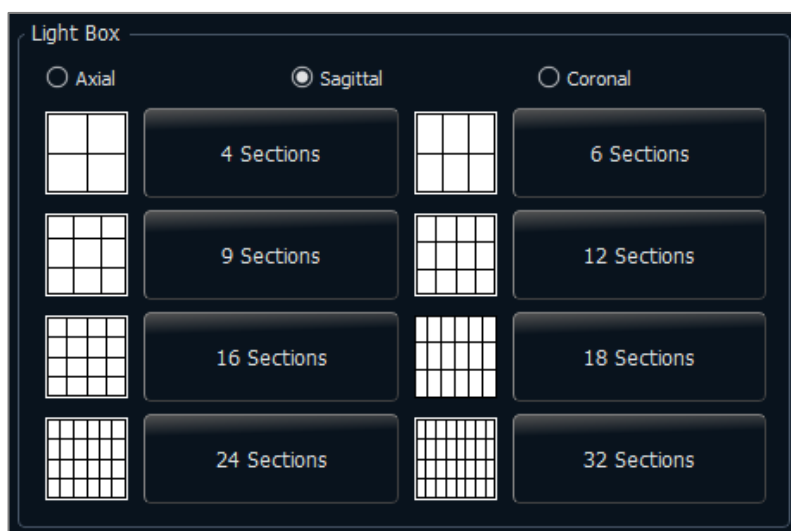 Light Box
Axial Sagittal Coronal
4 Sections 6 Sections
9 Sections 12 Sections
16 Sections 18 Sections
24 Sections 32 Sections